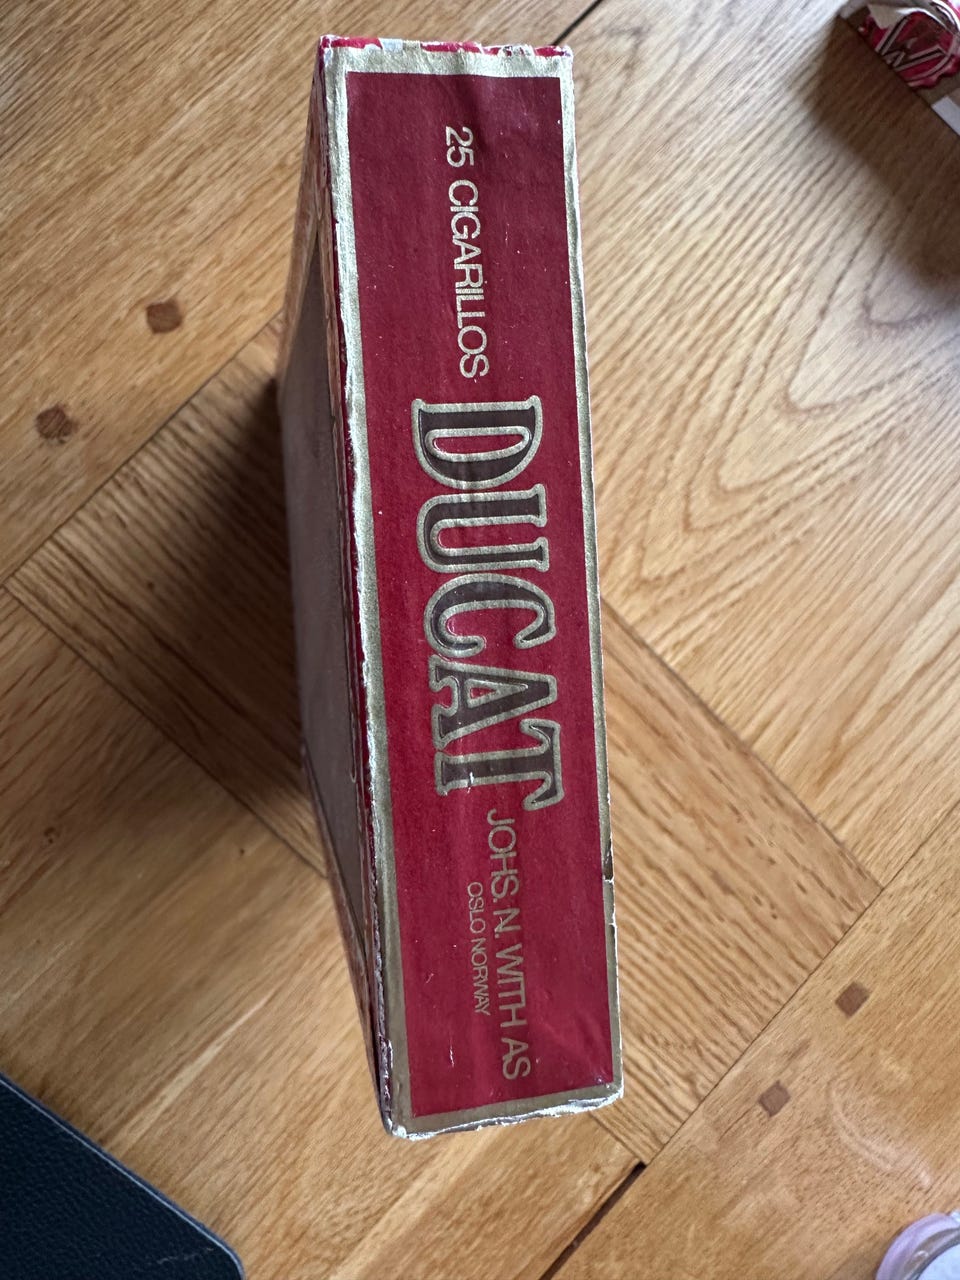 25 CIGARILLOS
DUCAT
JOHS. N. WITH AS
OSLO NORWAY
W